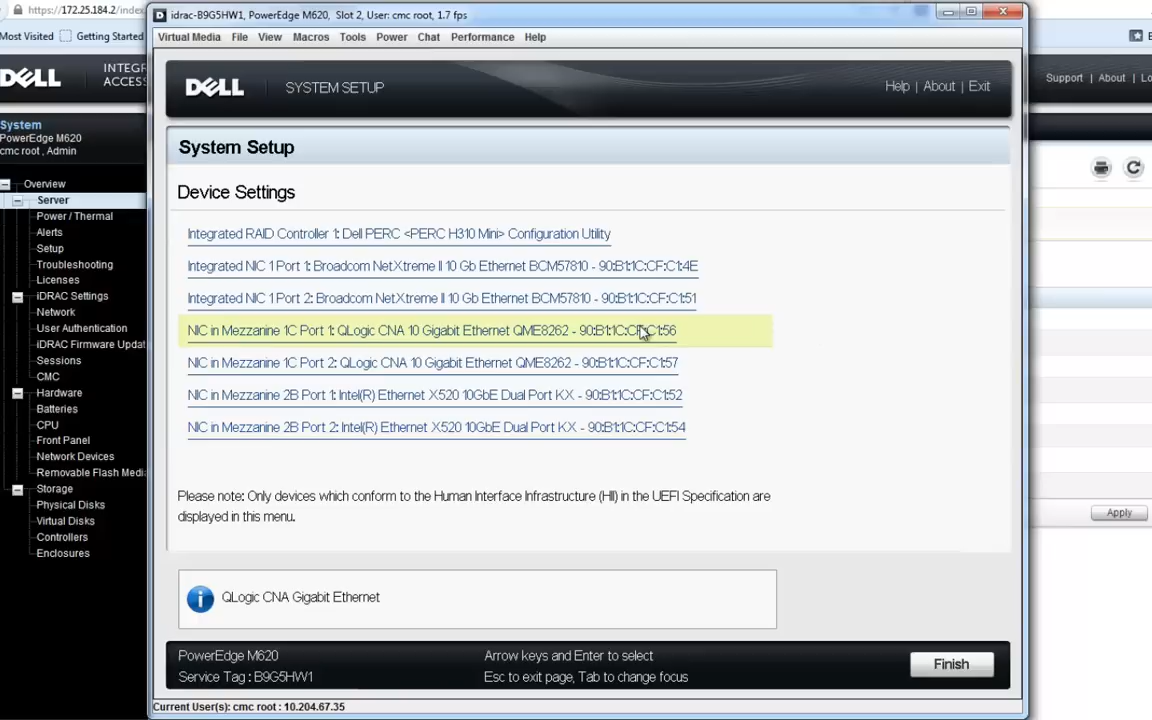 https://172.25.184.2/index
Most Visited
Getting Started
idrac-B9G5HW1, PowerEdge M620, Slot 2, User: cmc root, 1.7 fps
Virtual Media File View Macros Tools Power Chat Performance Help
DELL
INTEGR
ACCESS
Support | About | Lo
System
PowerEdge M620
cmc root , Admin
Overview
Server
Power / Thermal
Alerts
Setup
Troubleshooting
Licenses
iDRAC Settings
Network
User Authentication
iDRAC Firmware Updat
Sessions
CMC
Hardware
Batteries
CPU
Front Panel
Network Devices
Removable Flash Medi
Storage
Physical Disks
Virtual Disks
Controllers
Enclosures
DELL SYSTEM SETUP
Help | About | Exit
System Setup
Device Settings
Integrated RAID Controller 1: Dell PERC <PERC H310 Mini> Configuration Utility
Integrated NIC 1 Port 1: Broadcom NetXtreme II 10 Gb Ethernet BCM57810 - 90:B1:1C:CF:C1:4E
Integrated NIC 1 Port 2: Broadcom NetXtreme II 10 Gb Ethernet BCM57810 - 90:B1:1C:CF:C1:51
NIC in Mezzanine 1C Port 1: QLogic CNA 10 Gigabit Ethernet QME8262 - 90:B1:1C:CF:C1:56
NIC in Mezzanine 1C Port 2: QLogic CNA 10 Gigabit Ethernet QME8262 - 90:B1:1C:CF:C1:57
NIC in Mezzanine 2B Port 1: Intel(R) Ethernet X520 10GbE Dual Port KX - 90:B1:1C:CF:C1:52
NIC in Mezzanine 2B Port 2: Intel(R) Ethernet X520 10GbE Dual Port KX - 90:B1:1C:CF:C1:54
Please note: Only devices which conform to the Human Interface Infrastructure (HII) in the UEFI Specification are
displayed in this menu.
QLogic CNA Gigabit Ethernet
PowerEdge M620
Service Tag : B9G5HW1
Arrow keys and Enter to select
Esc to exit page, Tab to change focus
Finish
Apply
Current User(s): cmc root : 10.204.67.35